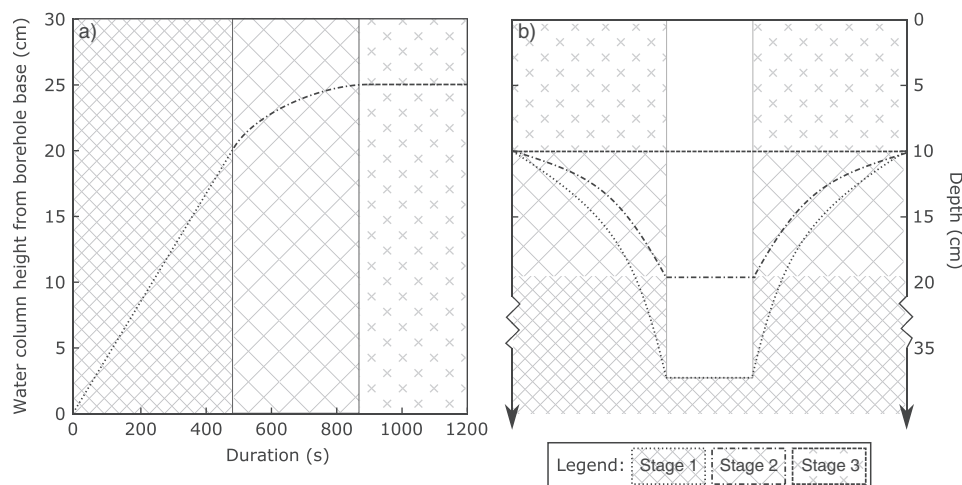 a)
Water column height from borehole base (cm)
30
25
20
15
10
5
0
0 200 400 600 800 1000 1200
Duration (s)
b)
0
5
10
15
20
35
Depth (cm)
Legend: Stage 1 Stage 2 Stage 3